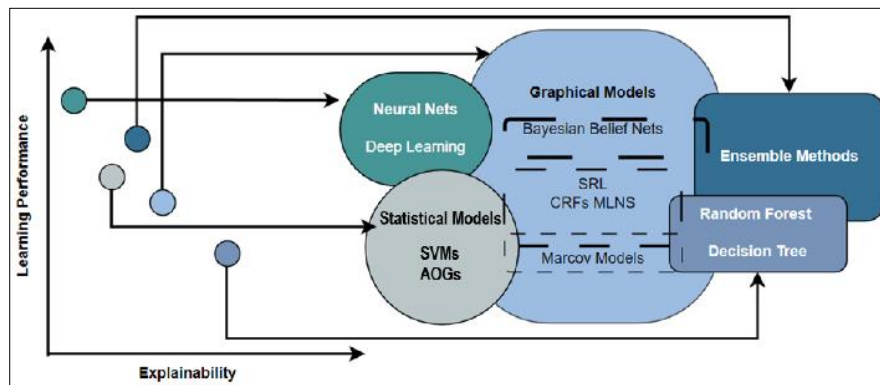 Learning Performance
Explainability
Neural Nets
Deep Learning
Statistical Models
SVMs
AOGs
Graphical Models
Bayesian Belief Nets
SRL
CRFs MLNS
Marcov Models
Ensemble Methods
Random Forest
Decision Tree